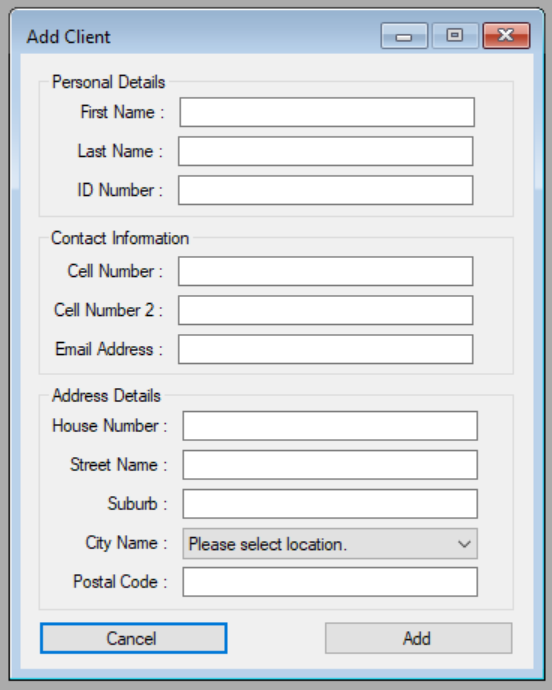 Add Client
Personal Details
First Name :
Last Name :
ID Number :
Contact Information
Cell Number :
Cell Number 2 :
Email Address :
Address Details
House Number :
Street Name :
Suburb :
City Name : Please select location.
Postal Code :
Cancel Add